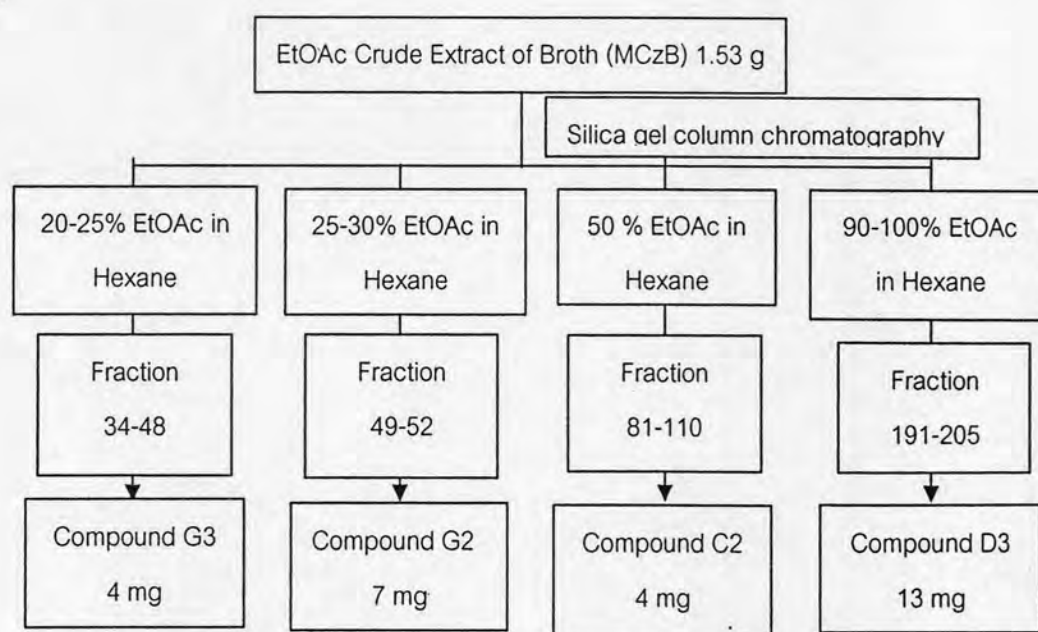 EtOAc Crude Extract of Broth (MCzB) 1.53 g
Silica gel column chromatography
20-25% EtOAc in
Hexane
25-30% EtOAc in
Hexane
50 % EtOAc in
Hexane
90-100% EtOAc
in Hexane
Fraction
34-48
Fraction
49-52
Fraction
81-110
Fraction
191-205
Compound G3
4 mg
Compound G2
7 mg
Compound C2
4 mg
Compound D3
13 mg